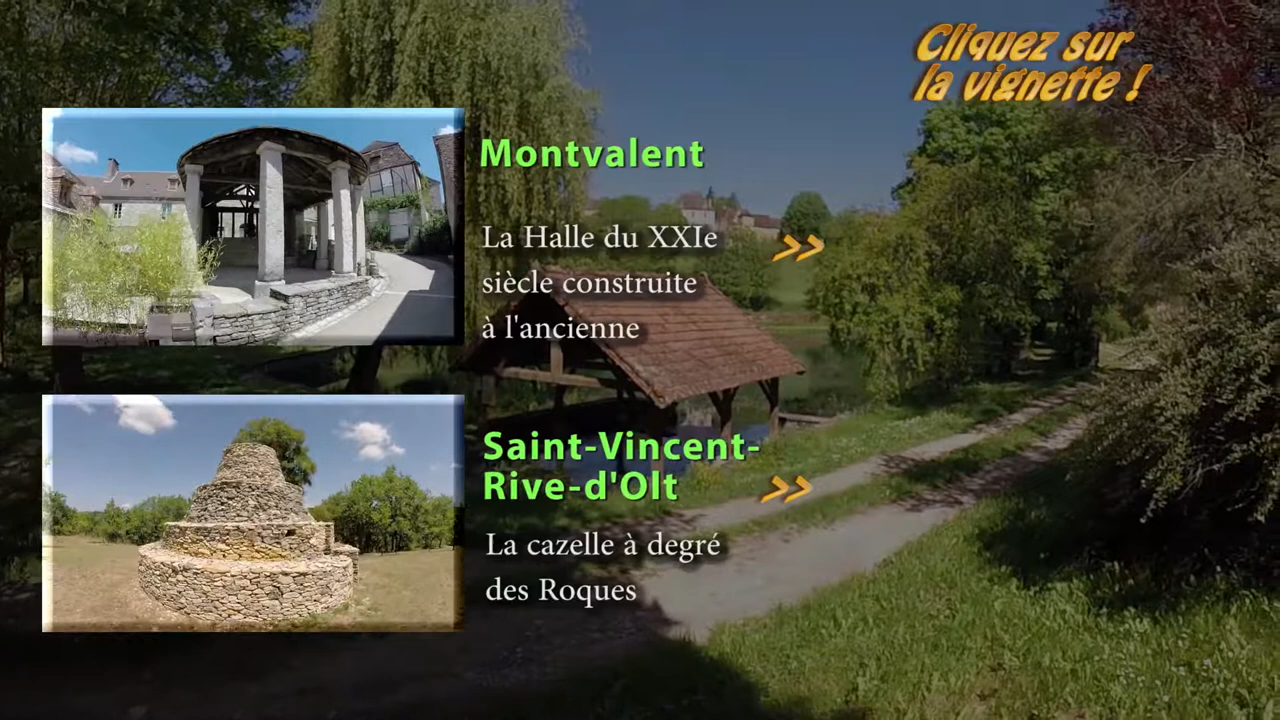 Cliquez sur
la vignette !
Montvalent
La Halle du XXIe
siècle construite
à l'ancienne
>>
Saint-Vincent-
Rive-d'Olt
>>
La cazelle à degré
des Roques